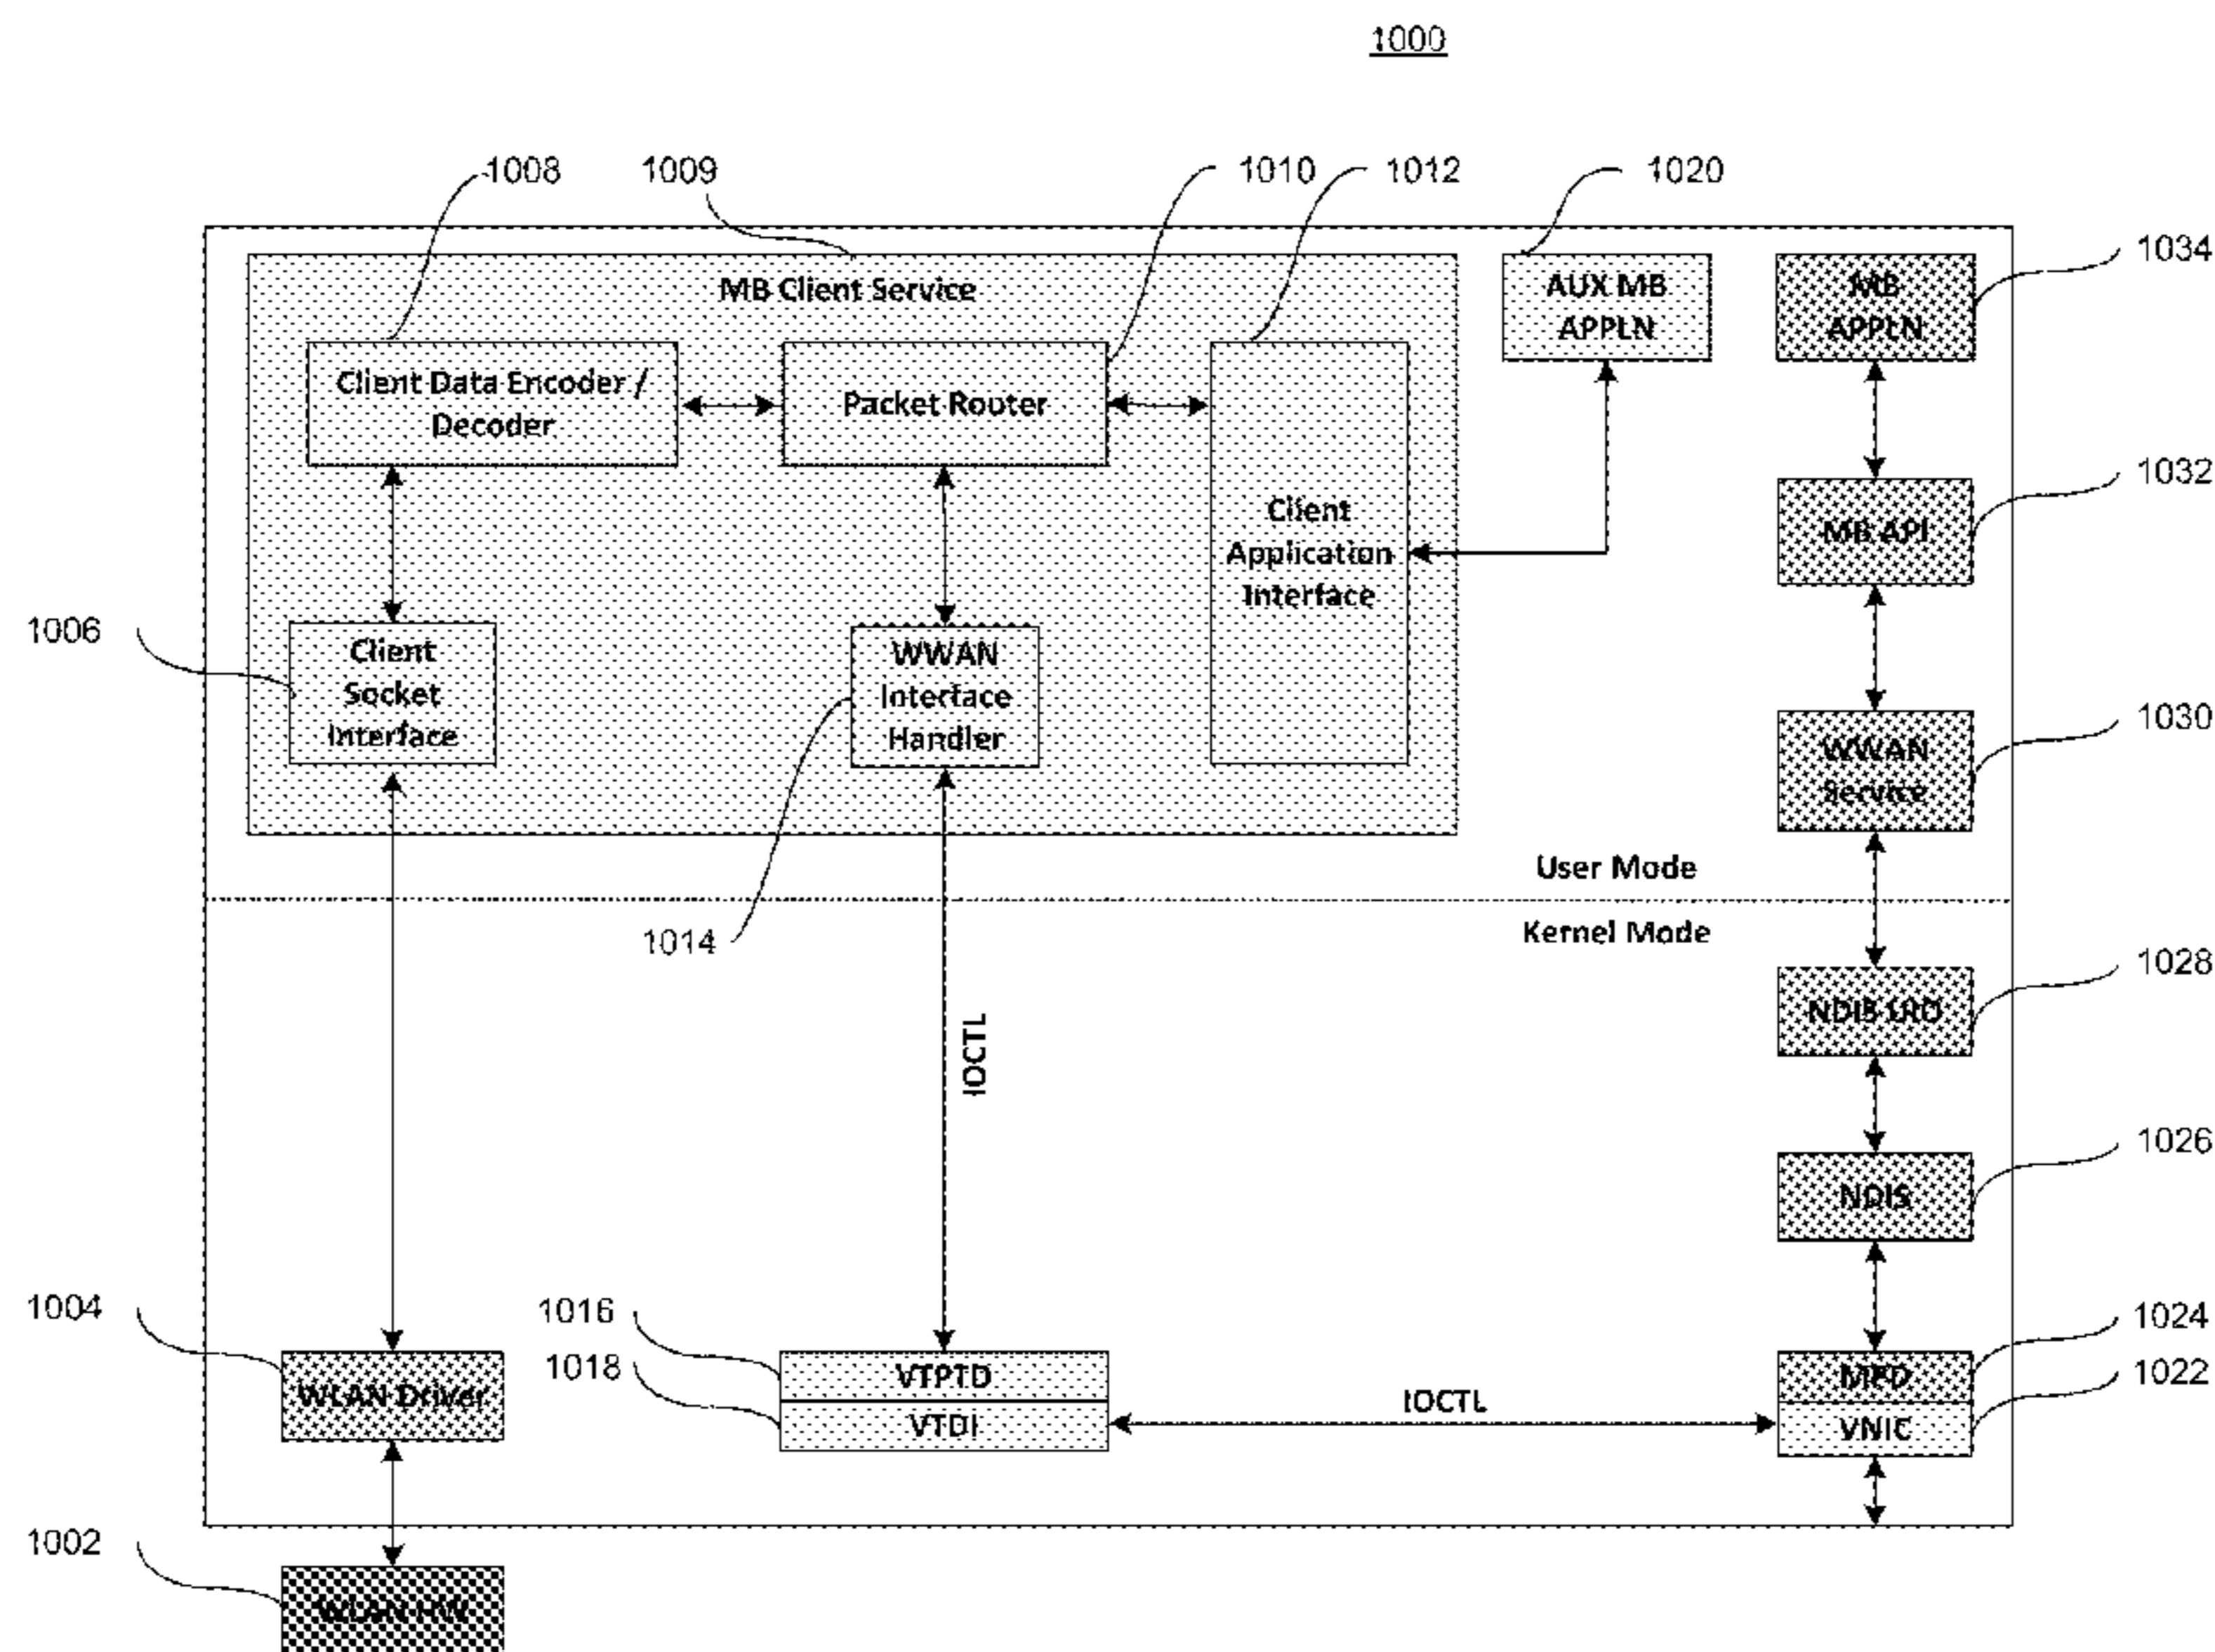 1000
1008
1009
1010
1012
1020
1034
MB Client Service
AUX MB
APPLN
MB
APPLN
Client Data Encoder /
Decoder
Packet Router
Client
Application
Interface
1032
MB API
1006
Client
Socket
Interface
WWAN
Interface
Handler
1030
WWAN
Service
User Mode
Kernel Mode
1014
1028
IOCTL
1026
NDIS
1004
WLAN Driver
1016
1018
VTPTD
VTDI
IOCTL
1024
1022
VNIC
1002
WLAN HW